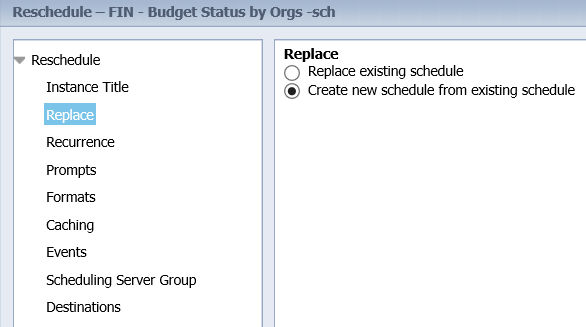 Reschedule – FIN - Budget Status by Orgs -sch
Reschedule
Instance Title
Replace
Recurrence
Prompts
Formats
Caching
Events
Scheduling Server Group
Destinations
Replace
Replace existing schedule
Create new schedule from existing schedule